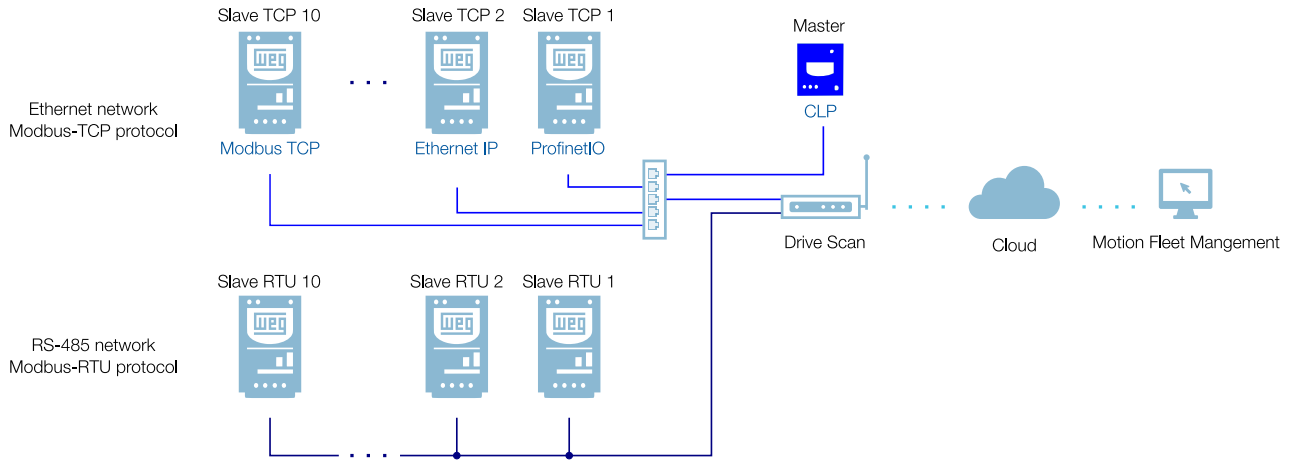 Slave TCP 10
Slave TCP 2
Slave TCP 1
Master
weg
weg
weg
Ethernet network
Modbus-TCP protocol
CLP
Modbus TCP
Ethernet IP
ProfinetIO
Drive Scan
Cloud
Motion Fleet Mangement
Slave RTU 10
Slave RTU 2
Slave RTU 1
weg
weg
weg
RS-485 network
Modbus-RTU protocol